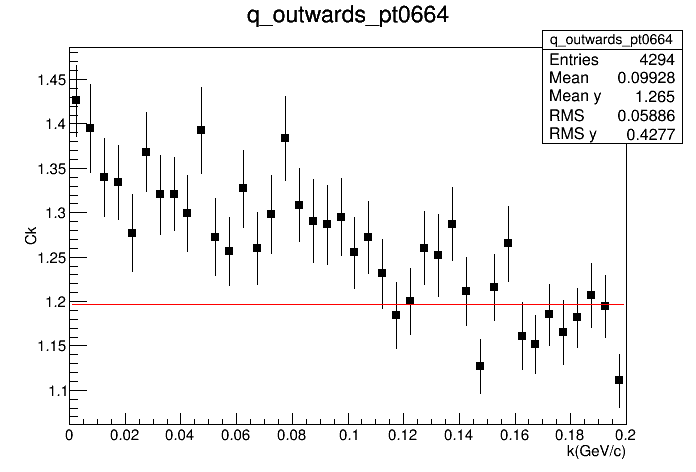 q_outwards_pt0664
q_outwards_pt0664
Entries 4294
Mean 0.09928
Mean y 1.265
RMS 0.05886
RMS y 0.4277
Ck
1.45
1.4
1.35
1.3
1.25
1.2
1.15
1.1
0 0.02 0.04 0.06 0.08 0.1 0.12 0.14 0.16 0.18 0.2
k(GeV/c)